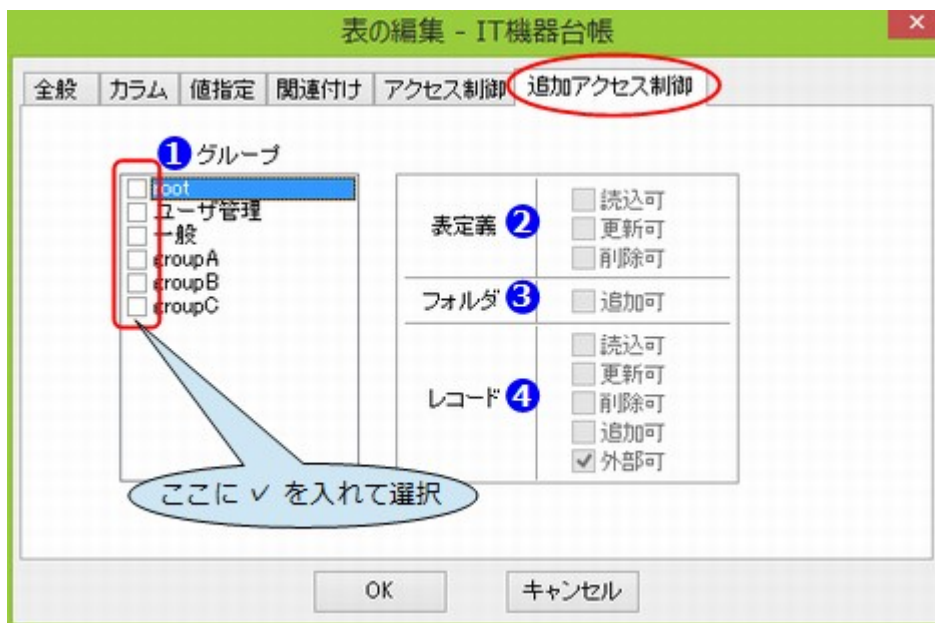 表の編集 - IT機器台帳
×
全般 カラム 値指定 関連付け アクセス制御 追加アクセス制御
1 グループ
root
ユーザ管理
一般
groupA
groupB
groupC
表定義 2
読込可
更新可
削除可
フォルダ 3
追加可
レコード 4
読込可
更新可
削除可
追加可
外部可
ここに ✓ を入れて選択
OK キャンセル